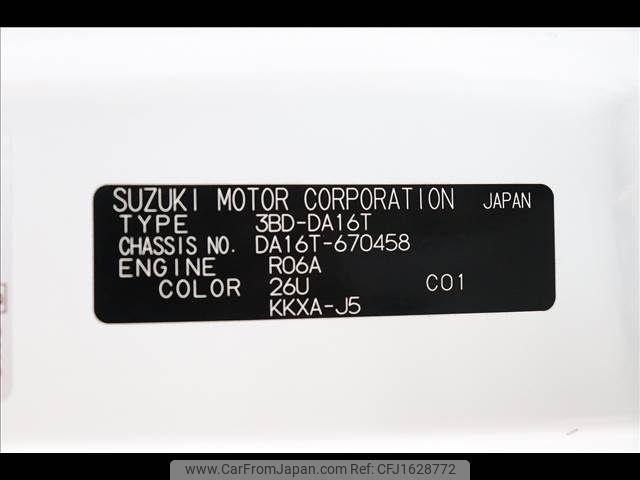 SUZUKI MOTOR CORPORATION JAPAN
TYPE 3BD-DA16T
CHASSIS NO. DA16T-670458
ENGINE R06A
COLOR 26U C01
KKXA-J5
www.CarFromJapan.com | CFJ1628772